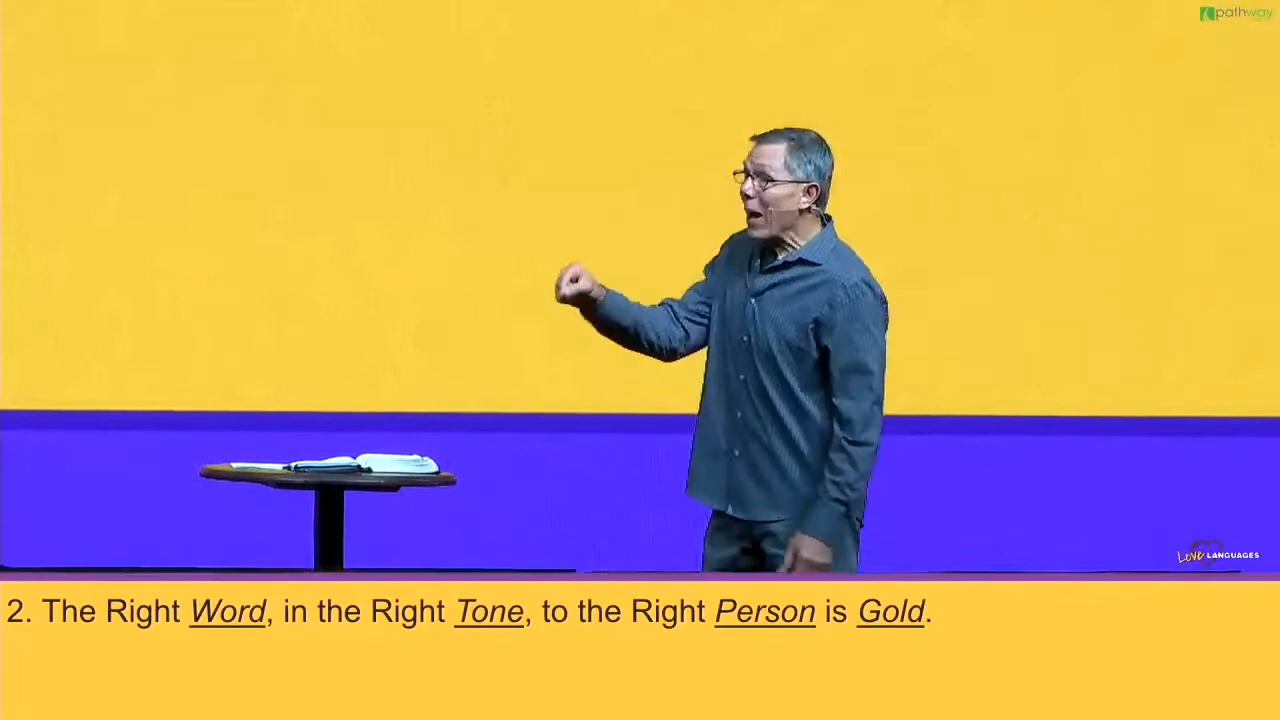 pathway
Love LANGUAGES
2. The Right Word, in the Right Tone, to the Right Person is Gold.